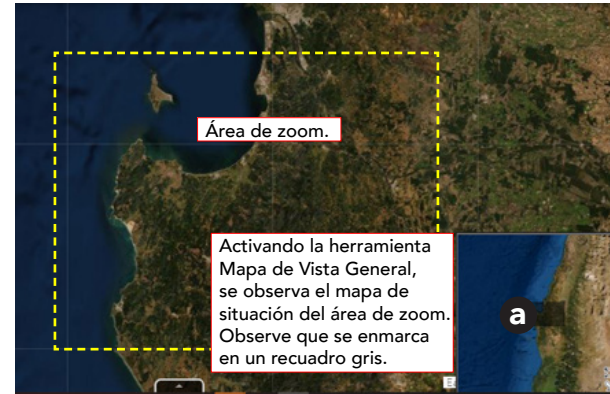 Área de zoom.
Activando la herramienta
Mapa de Vista General,
se observa el mapa de
situación del área de zoom.
Observe que se enmarca
en un recuadro gris.
a
E